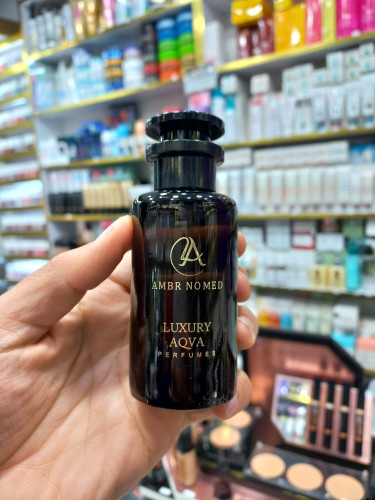 AMBR NOMED
LUXURY
AQVA
PERFUMES